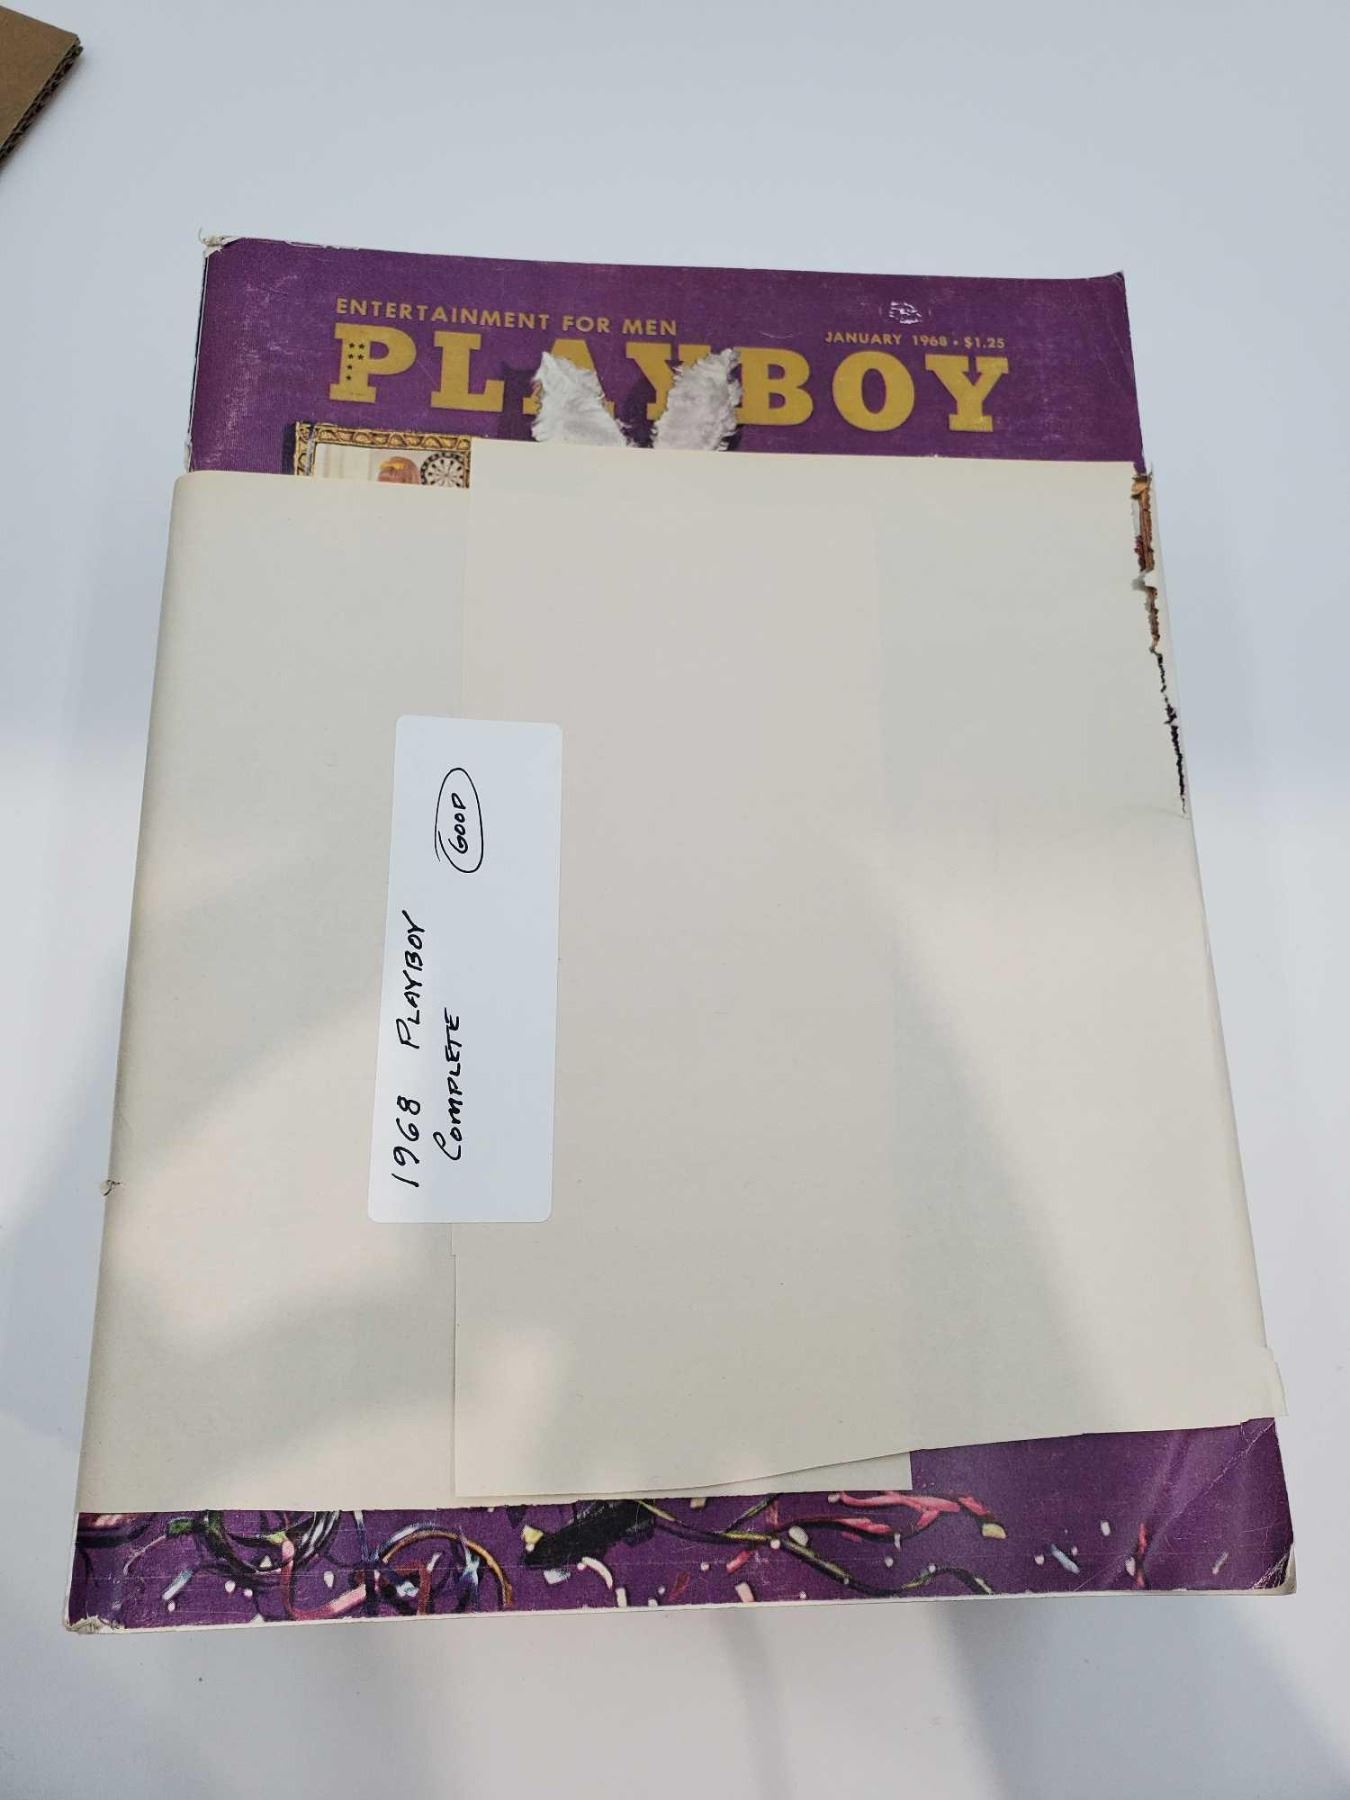 ENTERTAINMENT FOR MEN
JANUARY 1968 • $1.25
PLAYBOY
1968 PLAYBOY
COMPLETE
GOOD